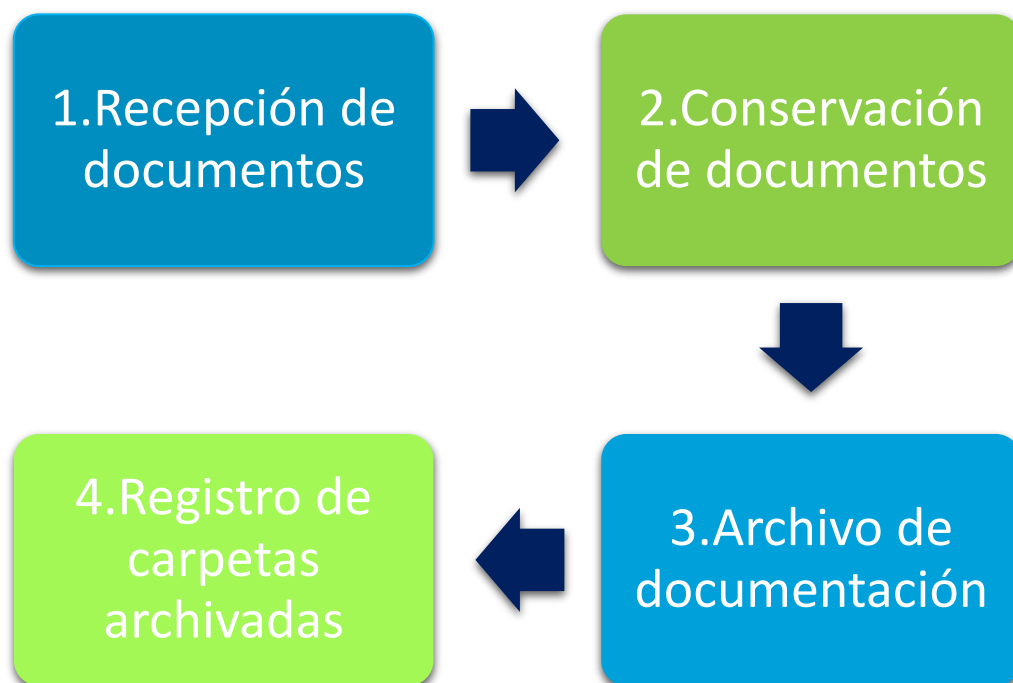 1.Recepción de
documentos
2.Conservación
de documentos
3.Archivo de
documentación
4.Registro de
carpetas
archivadas